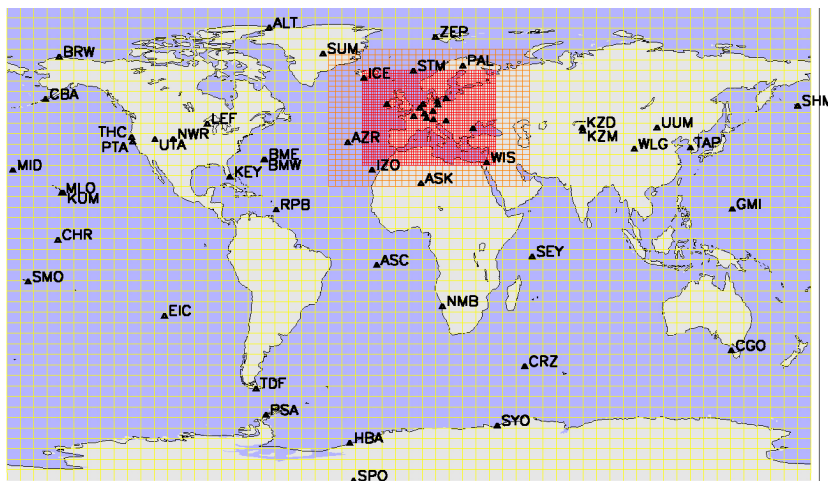 ALT
ZEP
BRW
SUM
STM
PAL
ICE
CBA
SHM
LEF
THC
NWR
PTA
UTA
AZR
KZD
KZM
UUM
WLG
TAP
BME
BMW
MID
KEY
IZO
WIS
ASK
MLO
KUM
RPB
GMI
CHR
SEY
ASC
SMO
NMB
EIC
CGO
CRZ
TDF
PSA
SYO
HBA
SPO